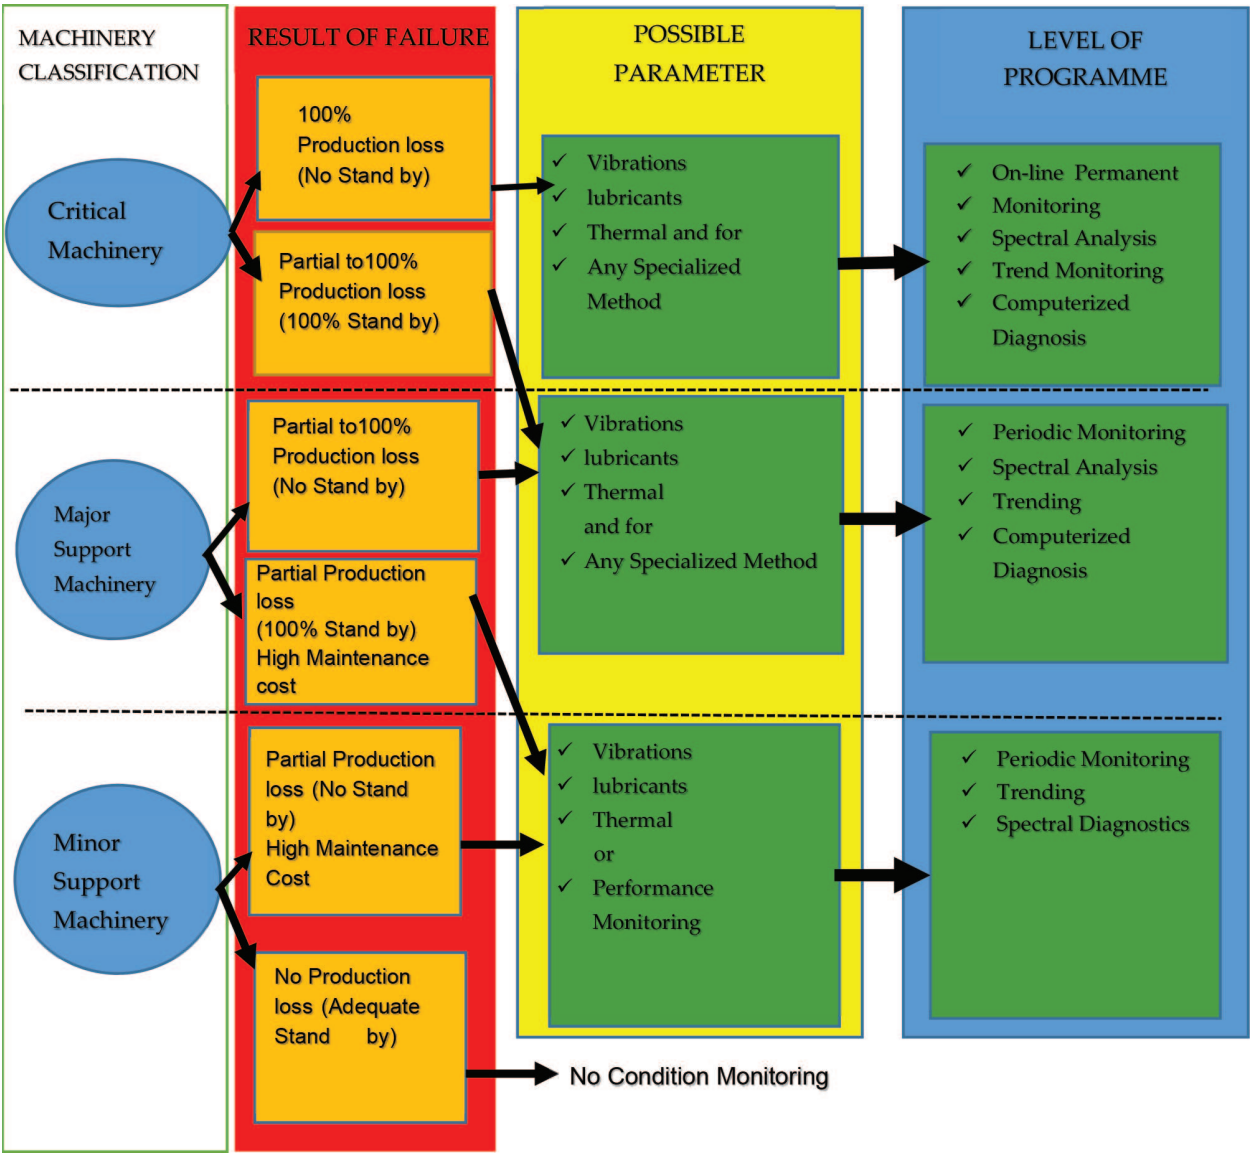 MACHINERY
CLASSIFICATION
RESULT OF FAILURE
POSSIBLE
PARAMETER
LEVEL OF
PROGRAMME
Critical
Machinery
100%
Production loss
(No Stand by)
Partial to100%
Production loss
(100% Stand by)
✓ Vibrations
✓ lubricants
✓ Thermal and for
✓ Any Specialized
Method
✓ On-line Permanent
✓ Monitoring
✓ Spectral Analysis
✓ Trend Monitoring
✓ Computerized
Diagnosis
Major
Support
Machinery
Partial to100%
Production loss
(No Stand by)
Partial Production
loss
(100% Stand by)
High Maintenance
cost
✓ Vibrations
✓ lubricants
✓ Thermal
and for
✓ Any Specialized Method
✓ Periodic Monitoring
✓ Spectral Analysis
✓ Trending
✓ Computerized
Diagnosis
Minor
Support
Machinery
Partial Production
loss (No Stand
by)
High Maintenance
Cost
No Production
loss (Adequate
Stand by)
✓ Vibrations
✓ lubricants
✓ Thermal
or
✓ Performance
Monitoring
✓ Periodic Monitoring
✓ Trending
✓ Spectral Diagnostics
No Condition Monitoring